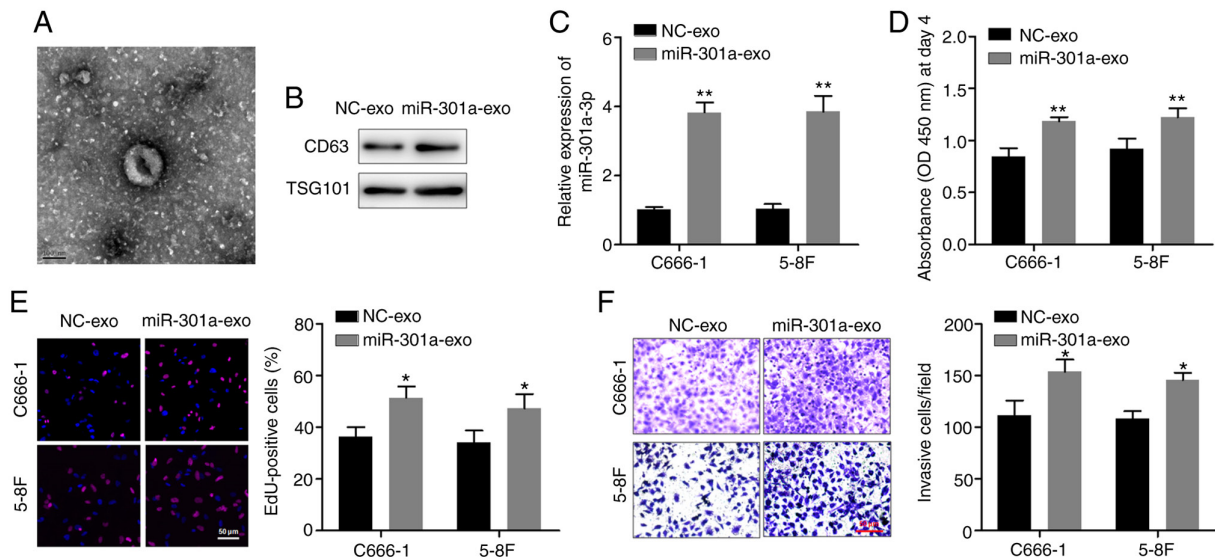 A
B
NC-exo miR-301a-exo
CD63
TSG101
C
NC-exo
miR-301a-exo
Relative expression of
miR-301a-3p
6
4
2
0
**
**
C666-1
5-8F
D
NC-exo
miR-301a-exo
Absorbance (OD 450 nm) at day 4
2.0
1.5
1.0
0.5
0.0
**
**
C666-1
5-8F
E
NC-exo
miR-301a-exo
C666-1
5-8F
50 μm
NC-exo
miR-301a-exo
EdU-positive cells (%)
80
60
40
20
0
*
*
C666-1
5-8F
F
NC-exo
miR-301a-exo
C666-1
5-8F
NC-exo
miR-301a-exo
Invasive cells/field
200
150
100
50
0
*
*
C666-1
5-8F